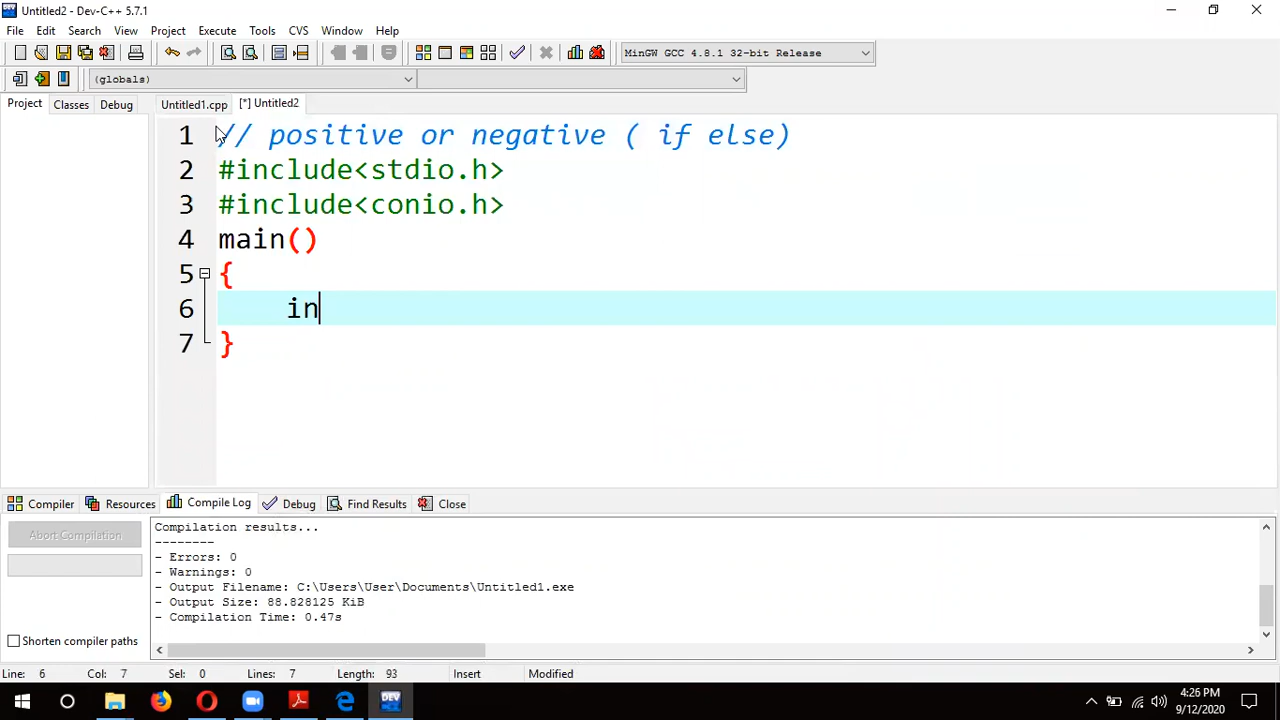 Untitled2 - Dev-C++ 5.7.1
File Edit Search View Project Execute Tools CVS Window Help
MinGW GCC 4.8.1 32-bit Release
(globals)
Project Classes Debug Untitled1.cpp [*] Untitled2
1 // positive or negative ( if else)
2 #include<stdio.h>
3 #include<conio.h>
4 main()
5 {
6 in
7 }
Compiler Resources Compile Log Debug Find Results Close
Abort Compilation
Shorten compiler paths
Compilation results...
--------
- Errors: 0
- Warnings: 0
- Output Filename: C:\Users\User\Documents\Untitled1.exe
- Output Size: 88.828125 KiB
- Compilation Time: 0.47s
Line: 6 Col: 7 Sel: 0 Lines: 7 Length: 93 Insert Modified
DEV
4:26 PM
9/12/2020